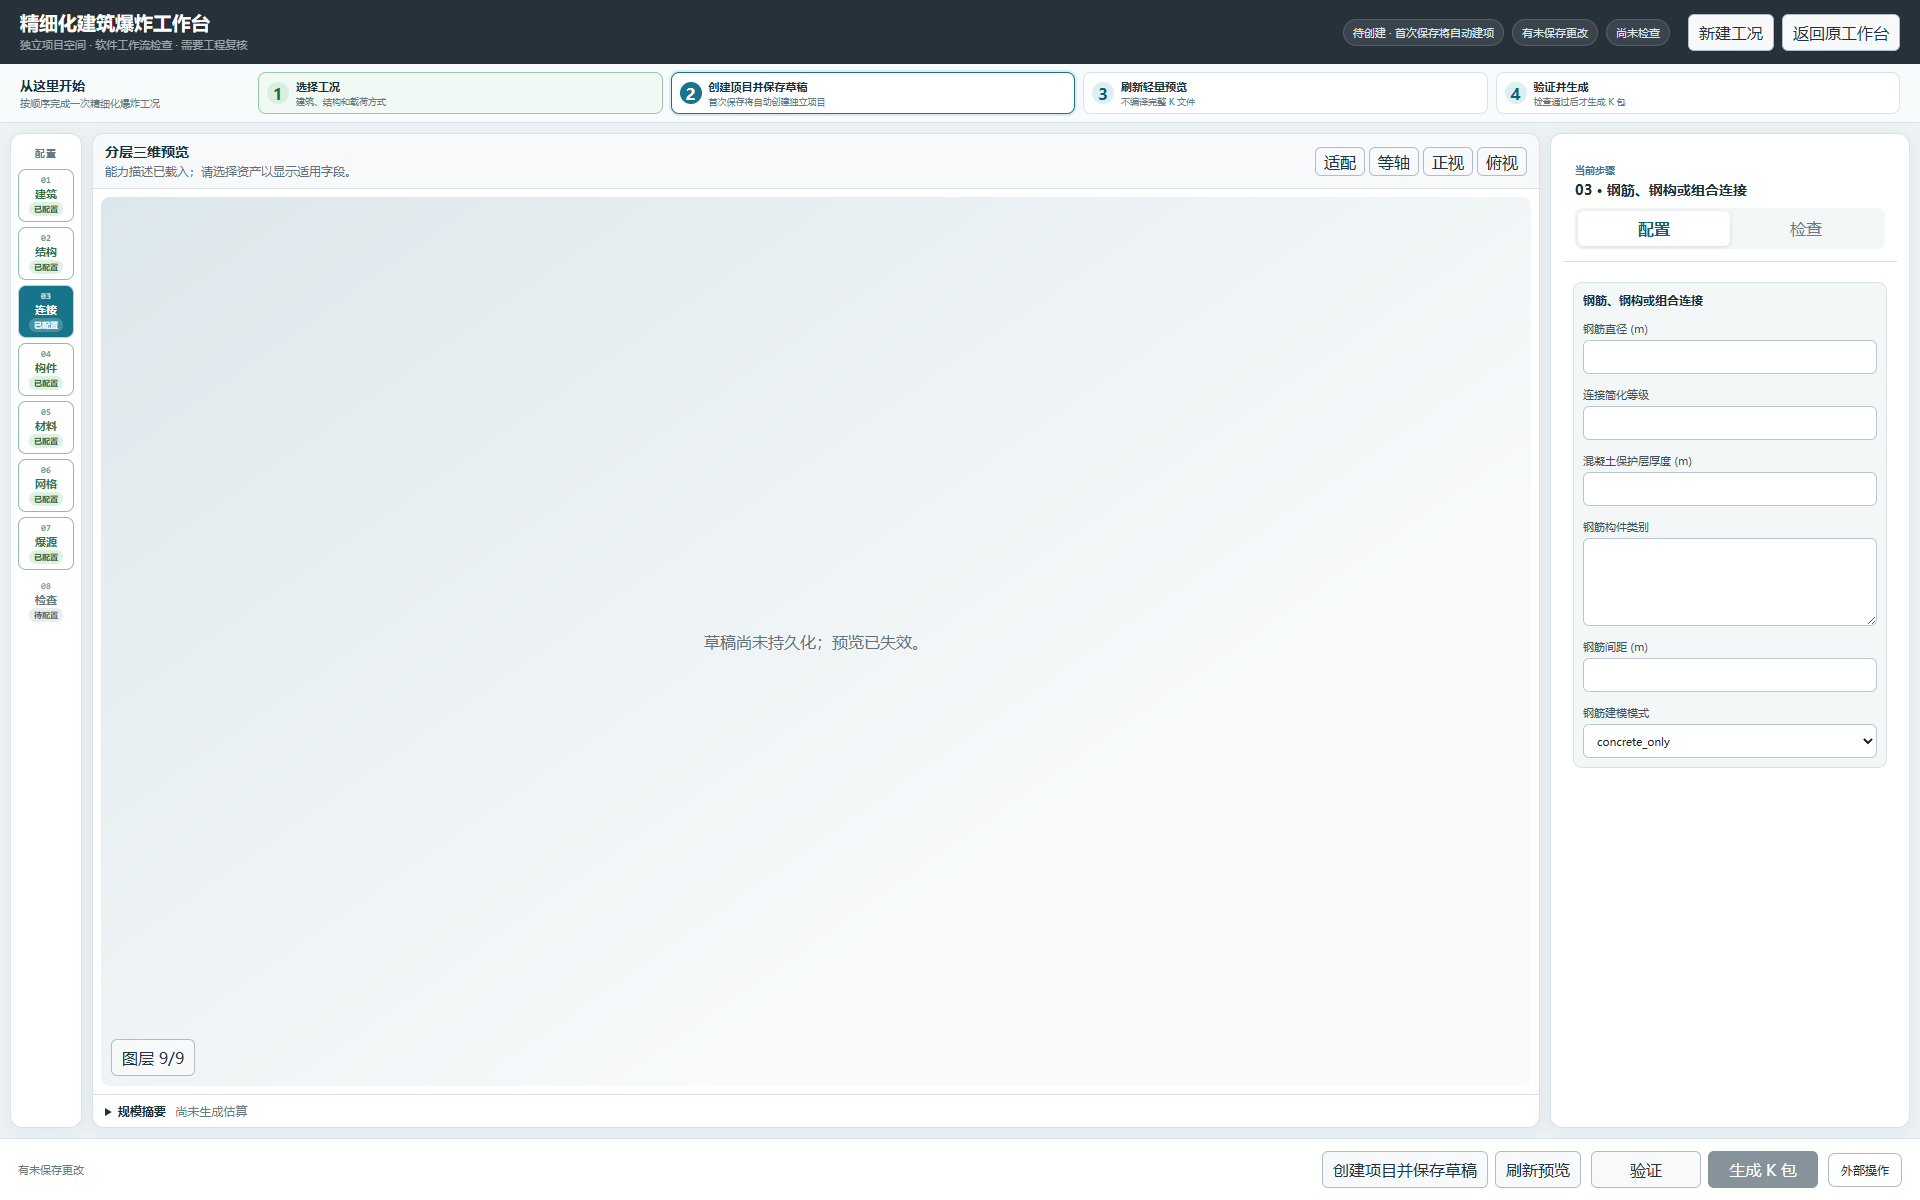 精细化建筑爆炸工作台
独立项目空间 · 软件工作流检查 · 需要工程复核
待创建 · 首次保存将自动建项
有未保存更改
尚未检查
新建工况
返回原工作台
从这里开始
按顺序完成一次精细化爆炸工况
1
选择工况
建筑、结构和载荷方式
2
创建项目并保存草稿
首次保存将自动创建独立项目
3
刷新轻量预览
不编译完整 K 文件
4
验证并生成
检查通过后才生成 K 包
配置
01
建筑
已配置
02
结构
已配置
03
连接
已配置
04
构件
已配置
05
材料
已配置
06
网格
已配置
07
爆源
已配置
08
检查
待配置
分层三维预览
能力描述已载入；请选择资产以显示适用字段。
适配
等轴
正视
俯视
草稿尚未持久化；预览已失效。
图层 9/9
规模摘要 尚未生成估算
当前步骤
03 • 钢筋、钢构或组合连接
配置
检查
钢筋、钢构或组合连接
钢筋直径 (m)
连接简化等级
混凝土保护层厚度 (m)
钢筋构件类别
钢筋间距 (m)
钢筋建模模式
concrete_only
有未保存更改
创建项目并保存草稿
刷新预览
验证
生成 K 包
外部操作